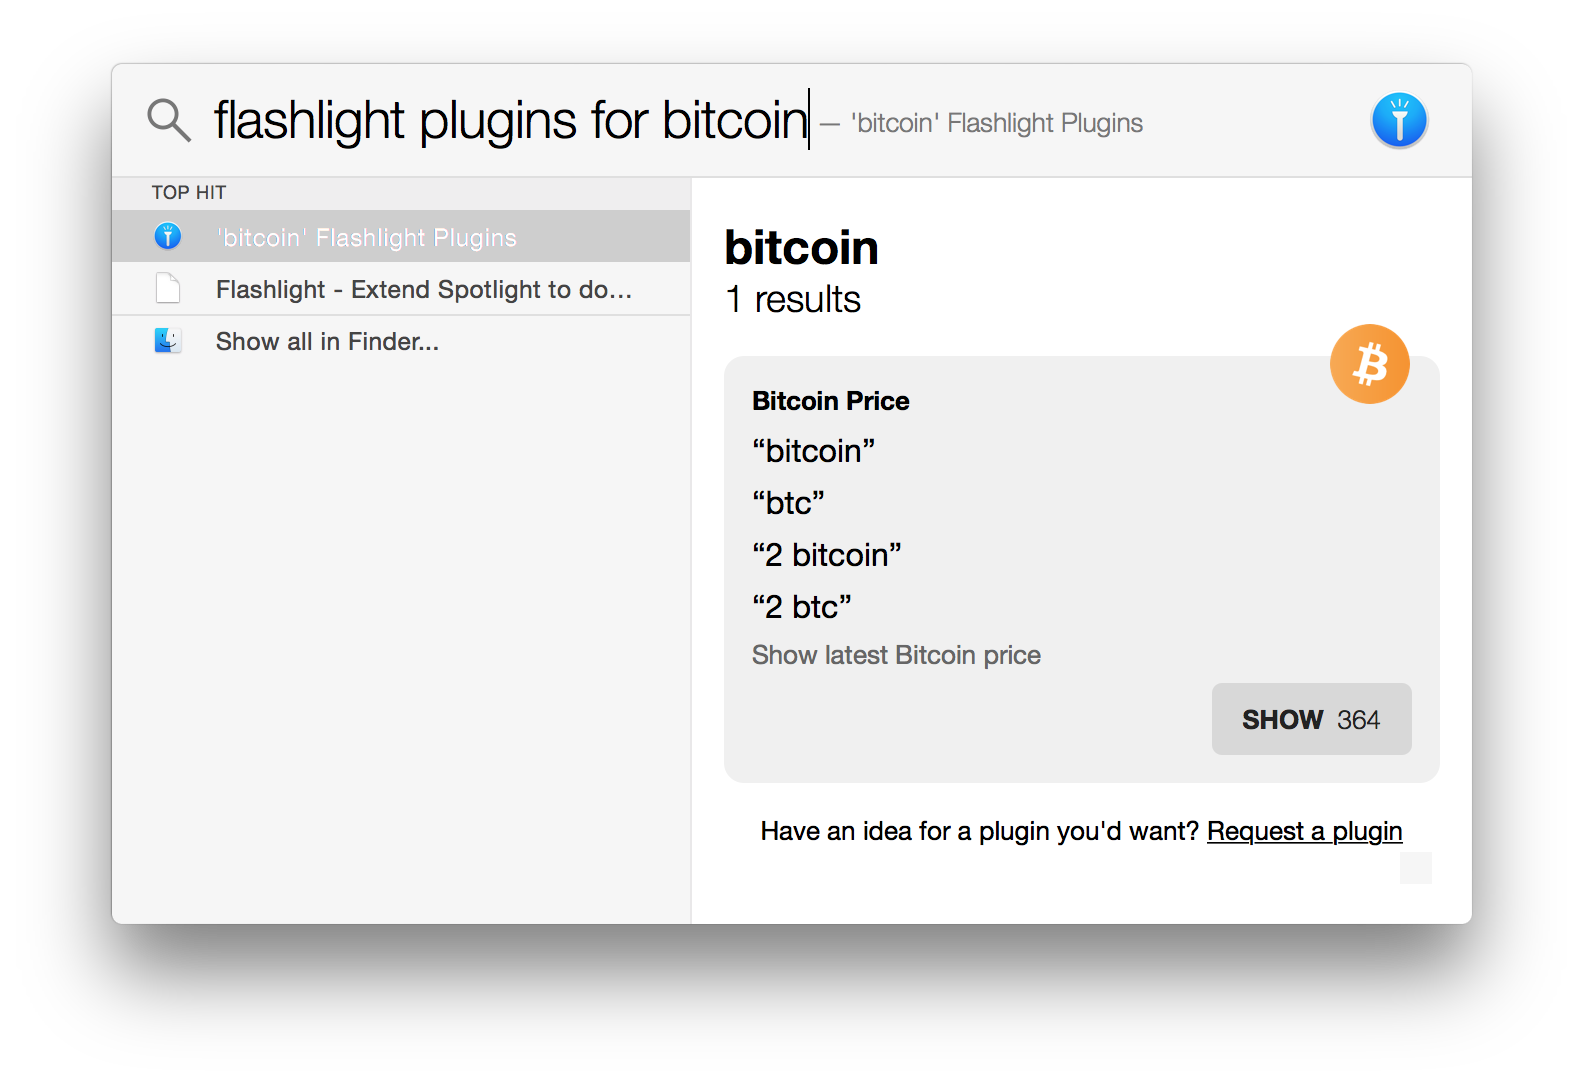 flashlight plugins for bitcoin — 'bitcoin' Flashlight Plugins
TOP HIT
'bitcoin' Flashlight Plugins
Flashlight - Extend Spotlight to do...
Show all in Finder...
bitcoin
1 results
Bitcoin Price
“bitcoin”
“btc”
“2 bitcoin”
“2 btc”
Show latest Bitcoin price
SHOW 364
Have an idea for a plugin you'd want? Request a plugin